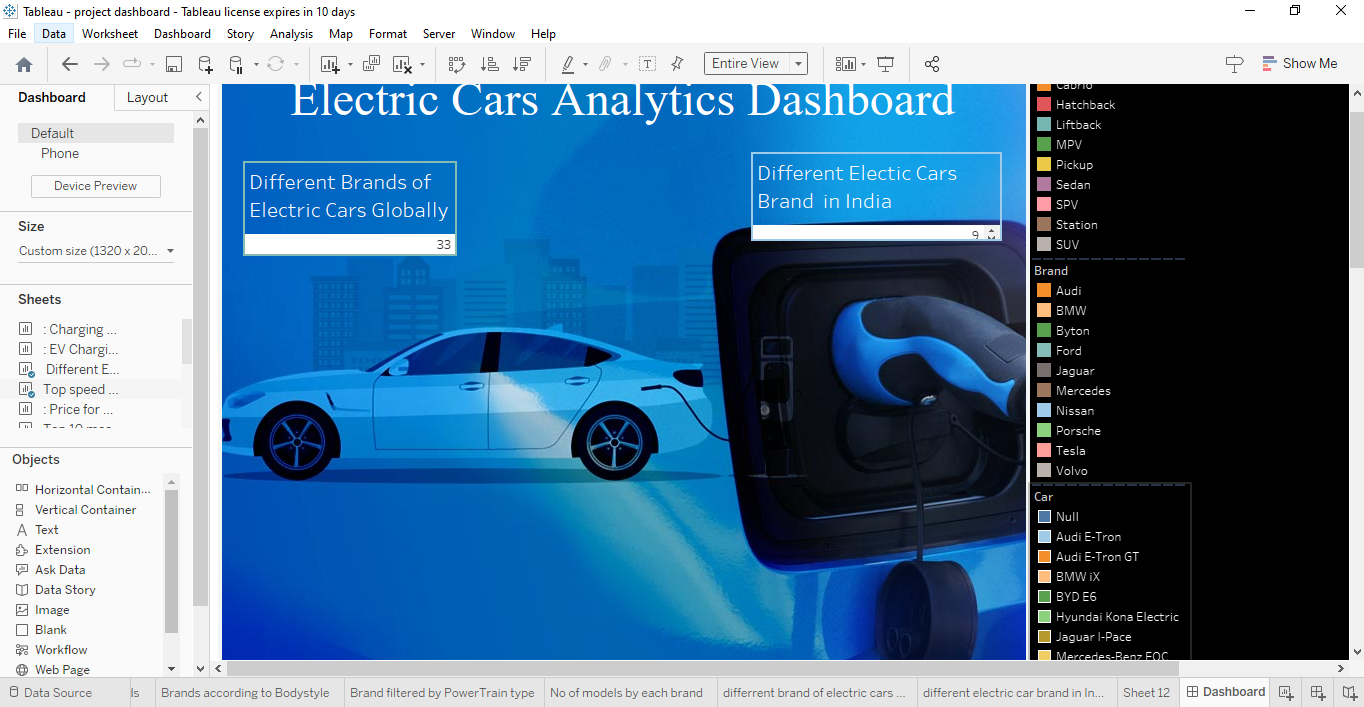 Tableau - project dashboard - Tableau license expires in 10 days
File Data Worksheet Dashboard Story Analysis Map Format Server Window Help
Entire View
Show Me
Dashboard Layout
Default
Phone
Device Preview
Size
Custom size (1320 x 20...
Sheets
: Charging ...
: EV Chargi...
Different E...
Top speed ...
: Price for ...
Objects
Horizontal Contain...
Vertical Container
Text
Extension
Ask Data
Data Story
Image
Blank
Workflow
Web Page
Electric Cars Analytics Dashboard
Different Brands of
Electric Cars Globally
33
Different Electic Cars
Brand in India
9
Cabrio
Hatchback
Liftback
MPV
Pickup
Sedan
SPV
Station
SUV
Brand
Audi
BMW
Byton
Ford
Jaguar
Mercedes
Nissan
Porsche
Tesla
Volvo
Car
Null
Audi E-Tron
Audi E-Tron GT
BMW iX
BYD E6
Hyundai Kona Electric
Jaguar I-Pace
Mercedes-Benz EQC
Data Source ls Brands according to Bodystyle Brand filtered by PowerTrain type No of models by each brand differrent brand of electric cars ... different electric car brand in In... Sheet 12 Dashboard